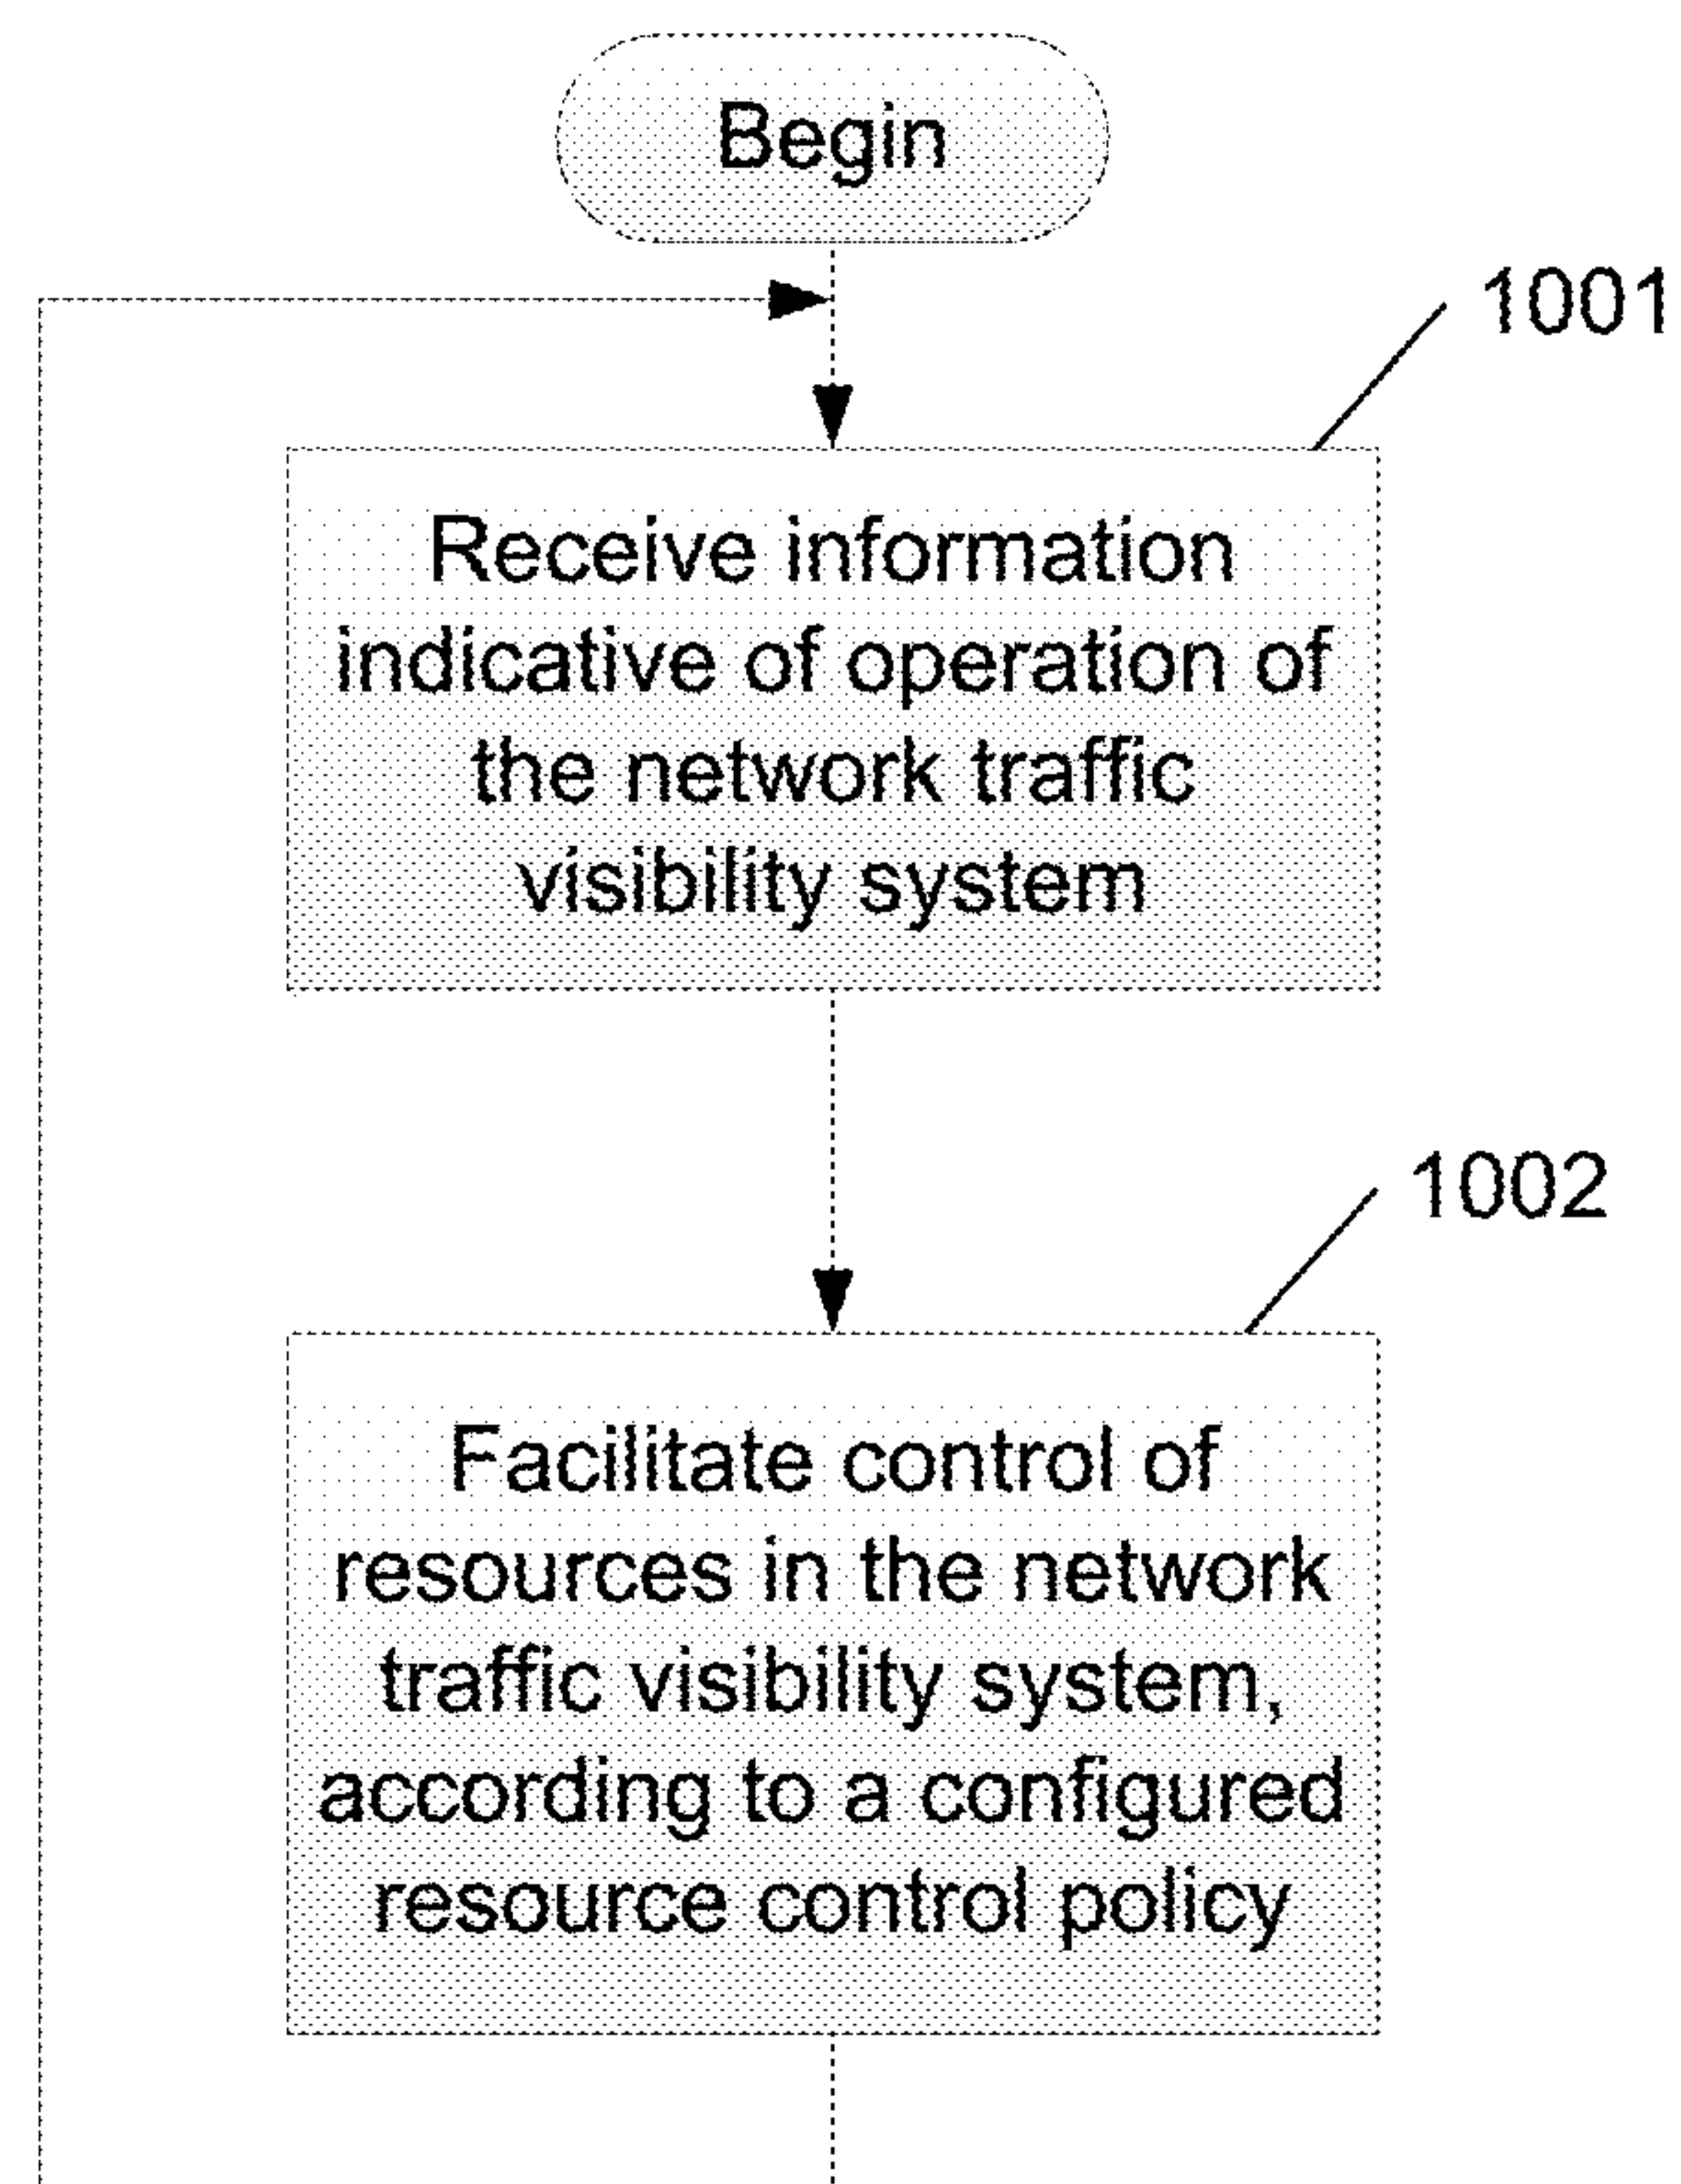 Begin
1001
Receive information
indicative of operation of
the network traffic
visibility system
1002
Facilitate control of
resources in the network
traffic visibility system,
according to a configured
resource control policy